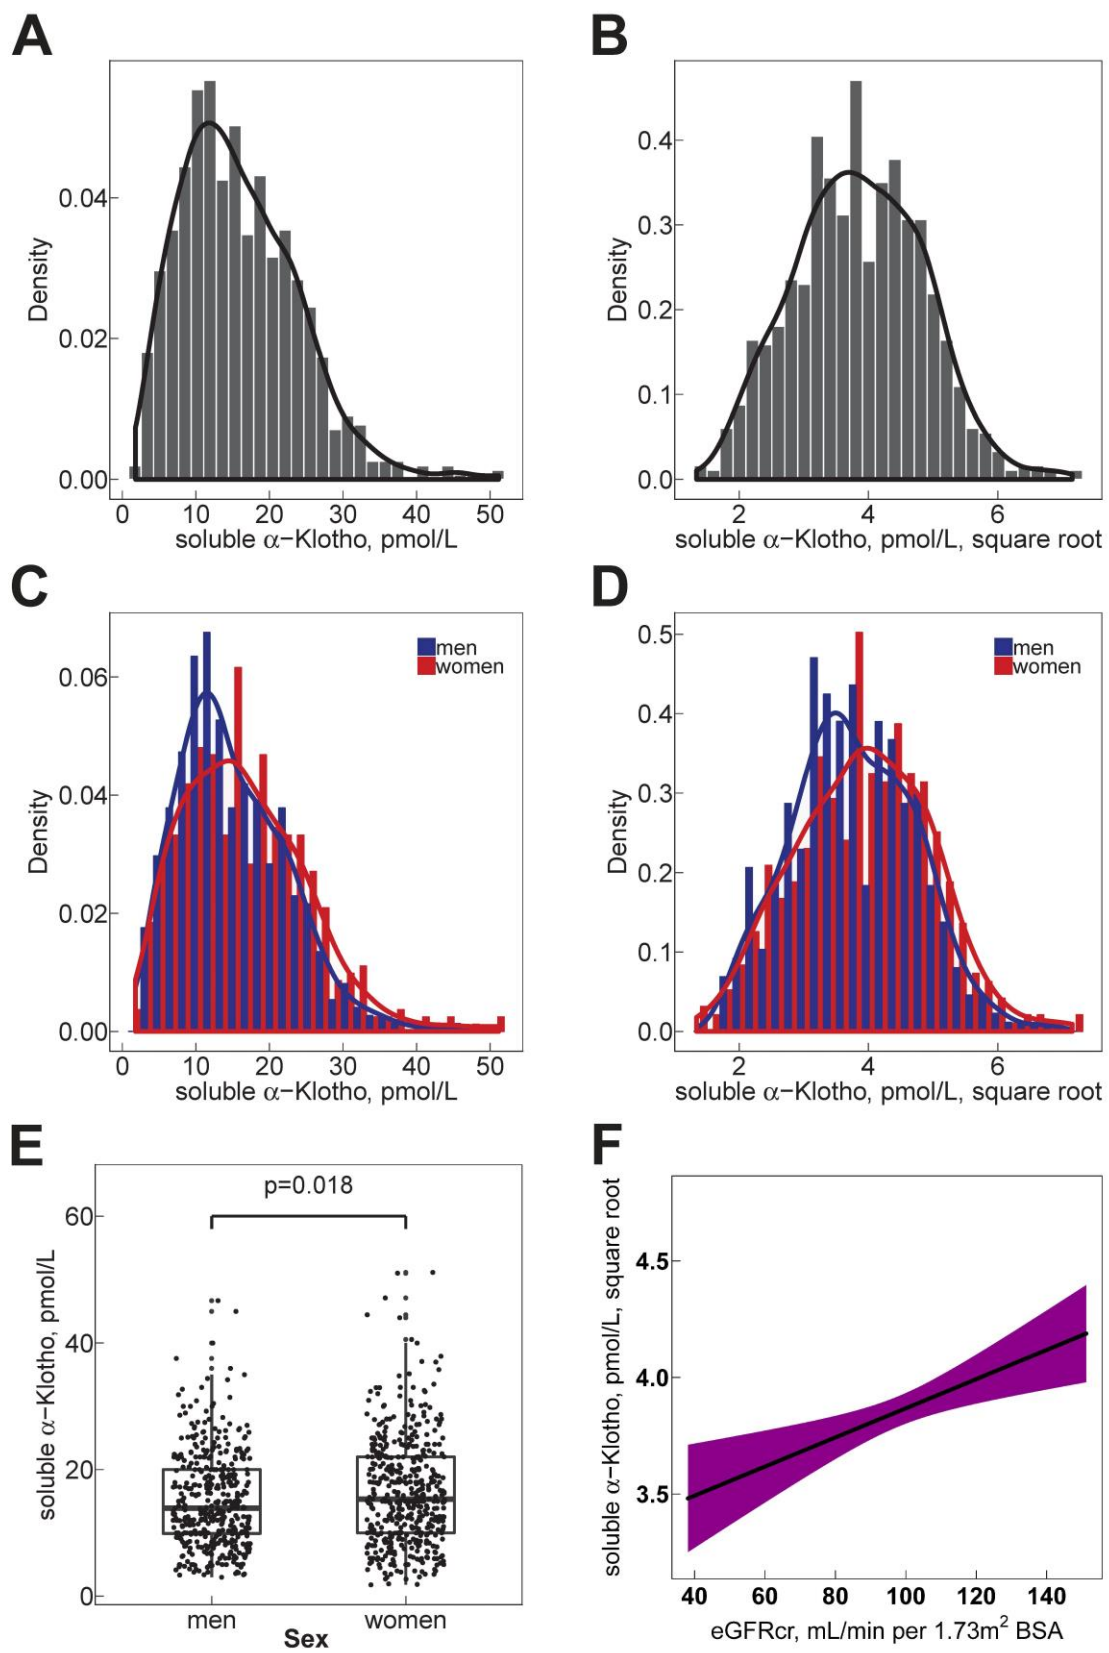 A
Density
0.04
0.02
0.00
0 10 20 30 40 50
soluble α−Klotho, pmol/L
B
Density
0.4
0.3
0.2
0.1
0.0
2 4 6
soluble α−Klotho, pmol/L, square root
C
Density
0.06
0.04
0.02
0.00
men
women
0 10 20 30 40 50
soluble α−Klotho, pmol/L
D
Density
0.5
0.4
0.3
0.2
0.1
0.0
men
women
2 4 6
soluble α−Klotho, pmol/L, square root
E
soluble α−Klotho, pmol/L
60
40
20
0
p=0.018
men women
Sex
F
soluble α−Klotho, pmol/L, square root
4.5
4.0
3.5
40 60 80 100 120 140
eGFRcr, mL/min per 1.73m² BSA